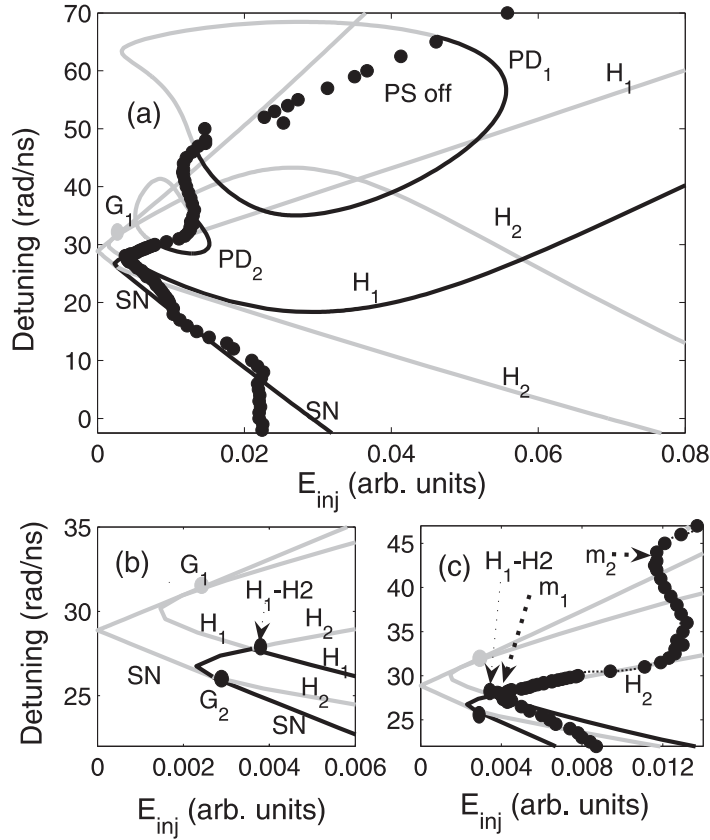 70
60
50
40
30
20
10
0
Detuning (rad/ns)
(a)
PD1
PS off
H1
G1
H2
PD2
H1
SN
H2
SN
0
0.02
0.04
0.06
0.08
Einj (arb. units)
35
30
25
Detuning (rad/ns)
(b)
G1
H1-H2
H1
H2
H1
SN
G2
H2
SN
0
0.002
0.004
0.006
Einj (arb. units)
45
40
35
30
25
(c)
H1-H2
m1
m2
H2
0
0.004
0.008
0.012
Einj (arb. units)